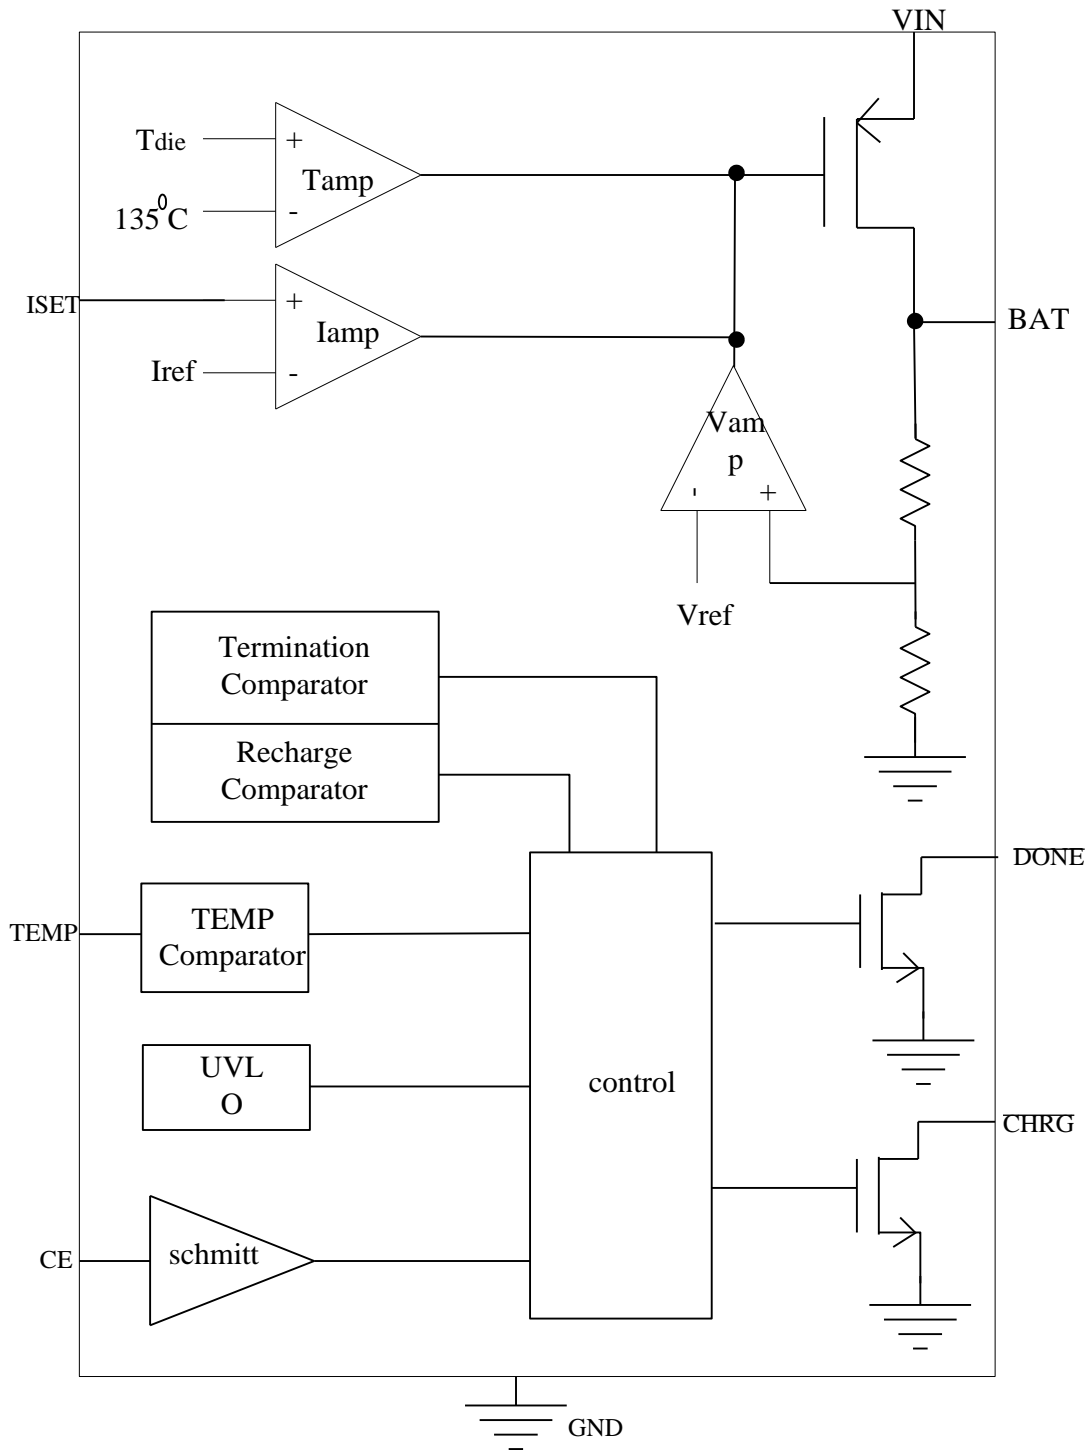 VIN
Tdie
+
Tamp
135⁰C
-
ISET
+
Iamp
Iref
-
BAT
Vam
p
- +
Vref
Termination
Comparator
Recharge
Comparator
DONE
TEMP
TEMP
Comparator
UVL
O
control
CHRG
CE
schmitt
GND